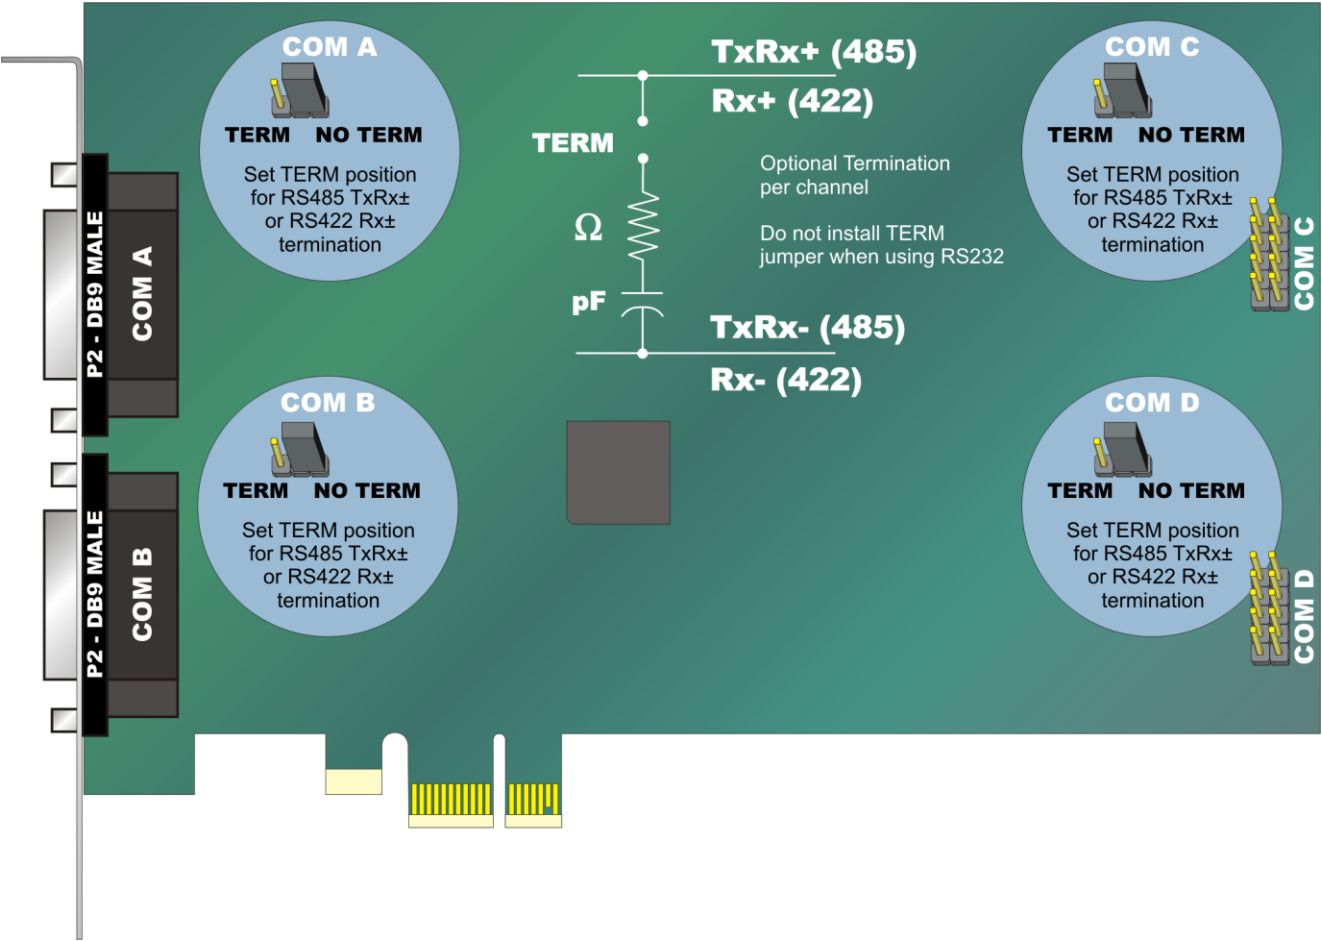 COM A
TERM NO TERM
Set TERM position
for RS485 TxRx±
or RS422 Rx±
termination
P2 - DB9 MALE
COM A
TxRx+ (485)
Rx+ (422)
TERM
Optional Termination
per channel
Do not install TERM
jumper when using RS232
Ω
pF
TxRx- (485)
Rx- (422)
COM C
TERM NO TERM
Set TERM position
for RS485 TxRx±
or RS422 Rx±
termination
COM C
COM B
TERM NO TERM
Set TERM position
for RS485 TxRx±
or RS422 Rx±
termination
P2 - DB9 MALE
COM B
COM D
TERM NO TERM
Set TERM position
for RS485 TxRx±
or RS422 Rx±
termination
COM D